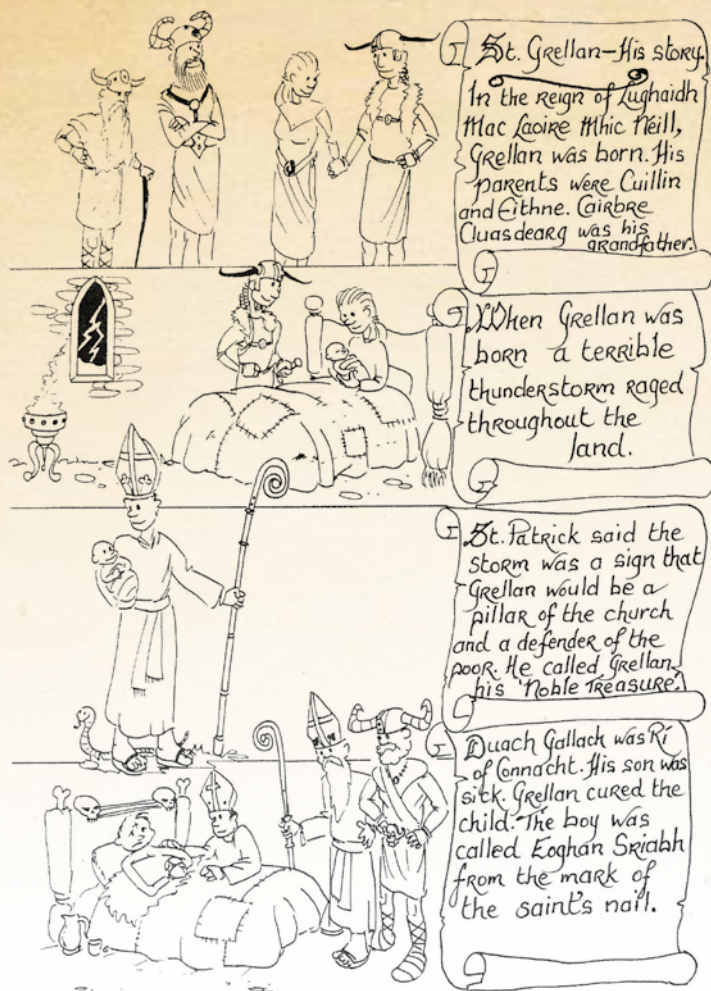 St. Grellan–His story.
In the reign of Lughaidh
Mac Laoire Mhic Néill,
Grellan was born. His
parents were Cuillin
and Eithne. Cairbre
Cluasdearg was his
grandfather.
When Grellan was
born a terrible
thunderstorm raged
throughout the
land.
St. Patrick said the
storm was a sign that
Grellan would be a
pillar of the church
and a defender of the
poor. He called Grellan
his 'Noble Treasure'.
Duach Gallach was Rí
of Connacht. His son was
sick. Grellan cured the
child. The boy was
called Eoghan Sriabh
from the mark of
the saint's nail.